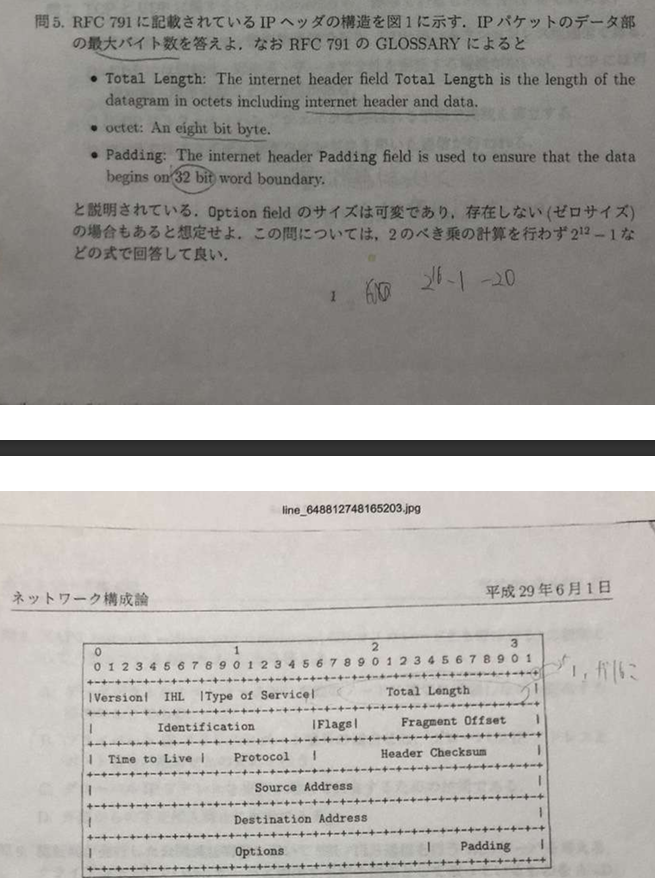 問5. RFC 791 に記載されている IP ヘッダの構造を図1に示す. IP パケットのデータ部
の最大バイト数を答えよ. なお RFC 791 の GLOSSARY によると
• Total Length: The internet header field Total Length is the length of the
datagram in octets including internet header and data.
• octet: An eight bit byte.
• Padding: The internet header Padding field is used to ensure that the data
begins on 32 bit word boundary.
と説明されている. Option field のサイズは可変であり, 存在しない (ゼロサイズ)
の場合もあると想定せよ. この問については, 2のべき乗の計算を行わず 2^12 − 1 な
どの式で回答して良い.
2^16-1 -20
1
line_648812748165203.jpg
ネットワーク構成論 平成 29 年 6 月 1 日
0 1 2 3
0 1 2 3 4 5 6 7 8 9 0 1 2 3 4 5 6 7 8 9 0 1 2 3 4 5 6 7 8 9 0 1
+-+-+-+-+-+-+-+-+-+-+-+-+-+-+-+-+-+-+-+-+-+-+-+-+-+-+-+-+-+-+-+-+
|Version| IHL |Type of Service| Total Length |
+-+-+-+-+-+-+-+-+-+-+-+-+-+-+-+-+-+-+-+-+-+-+-+-+-+-+-+-+-+-+-+-+
| Identification |Flags| Fragment Offset |
+-+-+-+-+-+-+-+-+-+-+-+-+-+-+-+-+-+-+-+-+-+-+-+-+-+-+-+-+-+-+-+-+
| Time to Live | Protocol | Header Checksum |
+-+-+-+-+-+-+-+-+-+-+-+-+-+-+-+-+-+-+-+-+-+-+-+-+-+-+-+-+-+-+-+-+
| Source Address |
+-+-+-+-+-+-+-+-+-+-+-+-+-+-+-+-+-+-+-+-+-+-+-+-+-+-+-+-+-+-+-+-+
| Destination Address |
+-+-+-+-+-+-+-+-+-+-+-+-+-+-+-+-+-+-+-+-+-+-+-+-+-+-+-+-+-+-+-+-+
| Options | Padding |
+-+-+-+-+-+-+-+-+-+-+-+-+-+-+-+-+-+-+-+-+-+-+-+-+-+-+-+-+-+-+-+-+